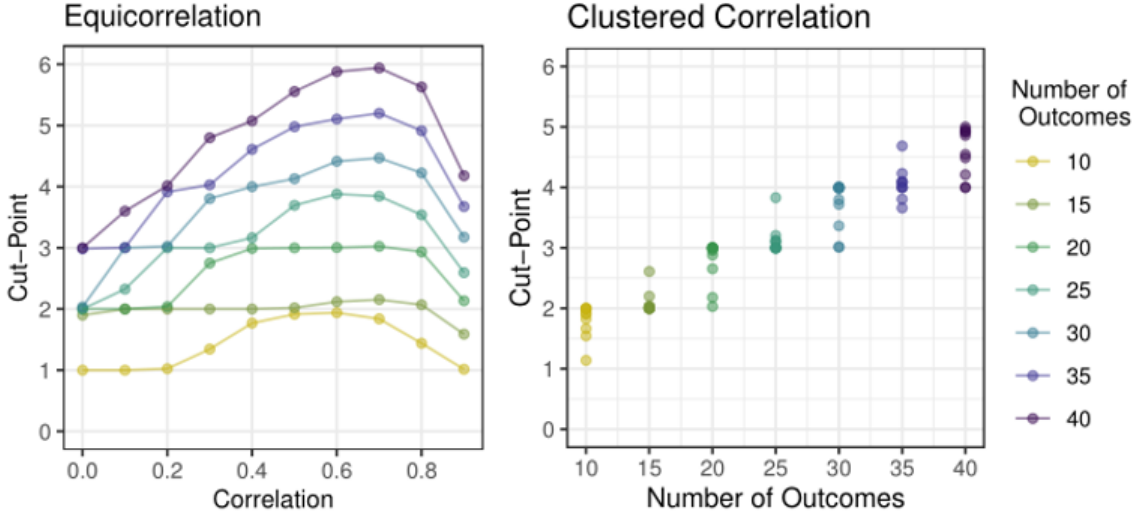 Equicorrelation
Cut−Point
6
5
4
3
2
1
0
0.0 0.2 0.4 0.6 0.8
Correlation
Clustered Correlation
Cut−Point
6
5
4
3
2
1
0
10 15 20 25 30 35 40
Number of Outcomes
Number of
Outcomes
10
15
20
25
30
35
40